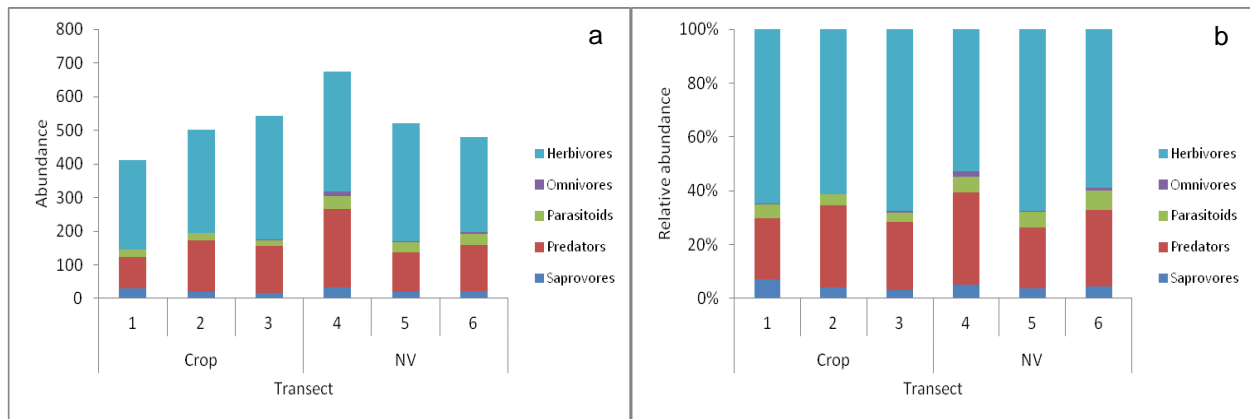 a
Abundance
800
700
600
500
400
300
200
100
0
Herbivores
Omnivores
Parasitoids
Predators
Saprovores
1 2 3 4 5 6
Crop NV
Transect
b
Relative abundance
100%
80%
60%
40%
20%
0%
Herbivores
Omnivores
Parasitoids
Predators
Saprovores
1 2 3 4 5 6
Crop NV
Transect